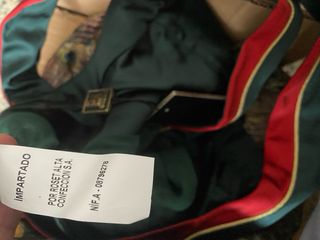 IMPARTADO
POR ROSET ALTA
CONFECCION S.A.
NIF.A - 08796276